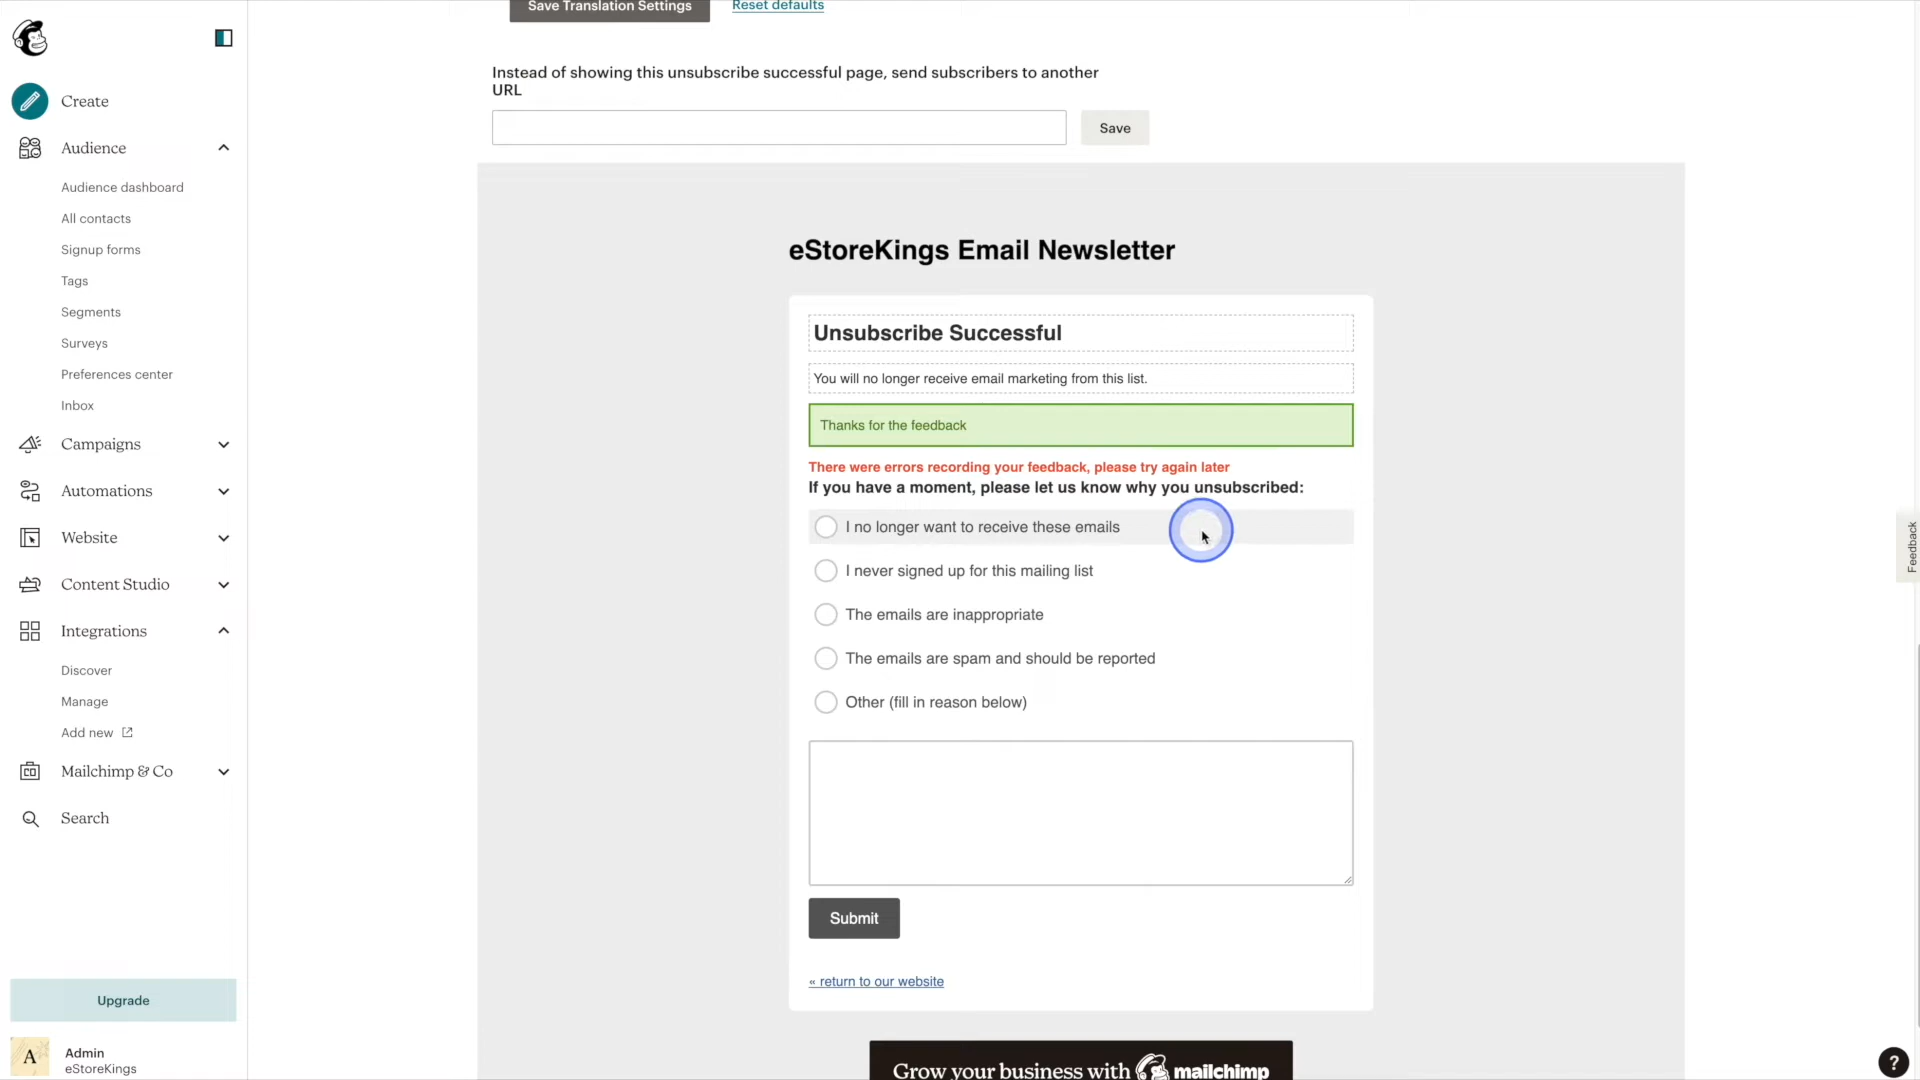 Create
Audience
Audience dashboard
All contacts
Signup forms
Tags
Segments
Surveys
Preferences center
Inbox
Campaigns
Automations
Website
Content Studio
Integrations
Discover
Manage
Add new
Mailchimp & Co
Search
Upgrade
A
Admin
eStoreKings
Save Translation Settings
Reset defaults
Instead of showing this unsubscribe successful page, send subscribers to another
URL
Save
eStoreKings Email Newsletter
Unsubscribe Successful
You will no longer receive email marketing from this list.
Thanks for the feedback
There were errors recording your feedback, please try again later
If you have a moment, please let us know why you unsubscribed:
I no longer want to receive these emails
I never signed up for this mailing list
The emails are inappropriate
The emails are spam and should be reported
Other (fill in reason below)
Submit
« return to our website
Grow your business with mailchimp
Feedback
?